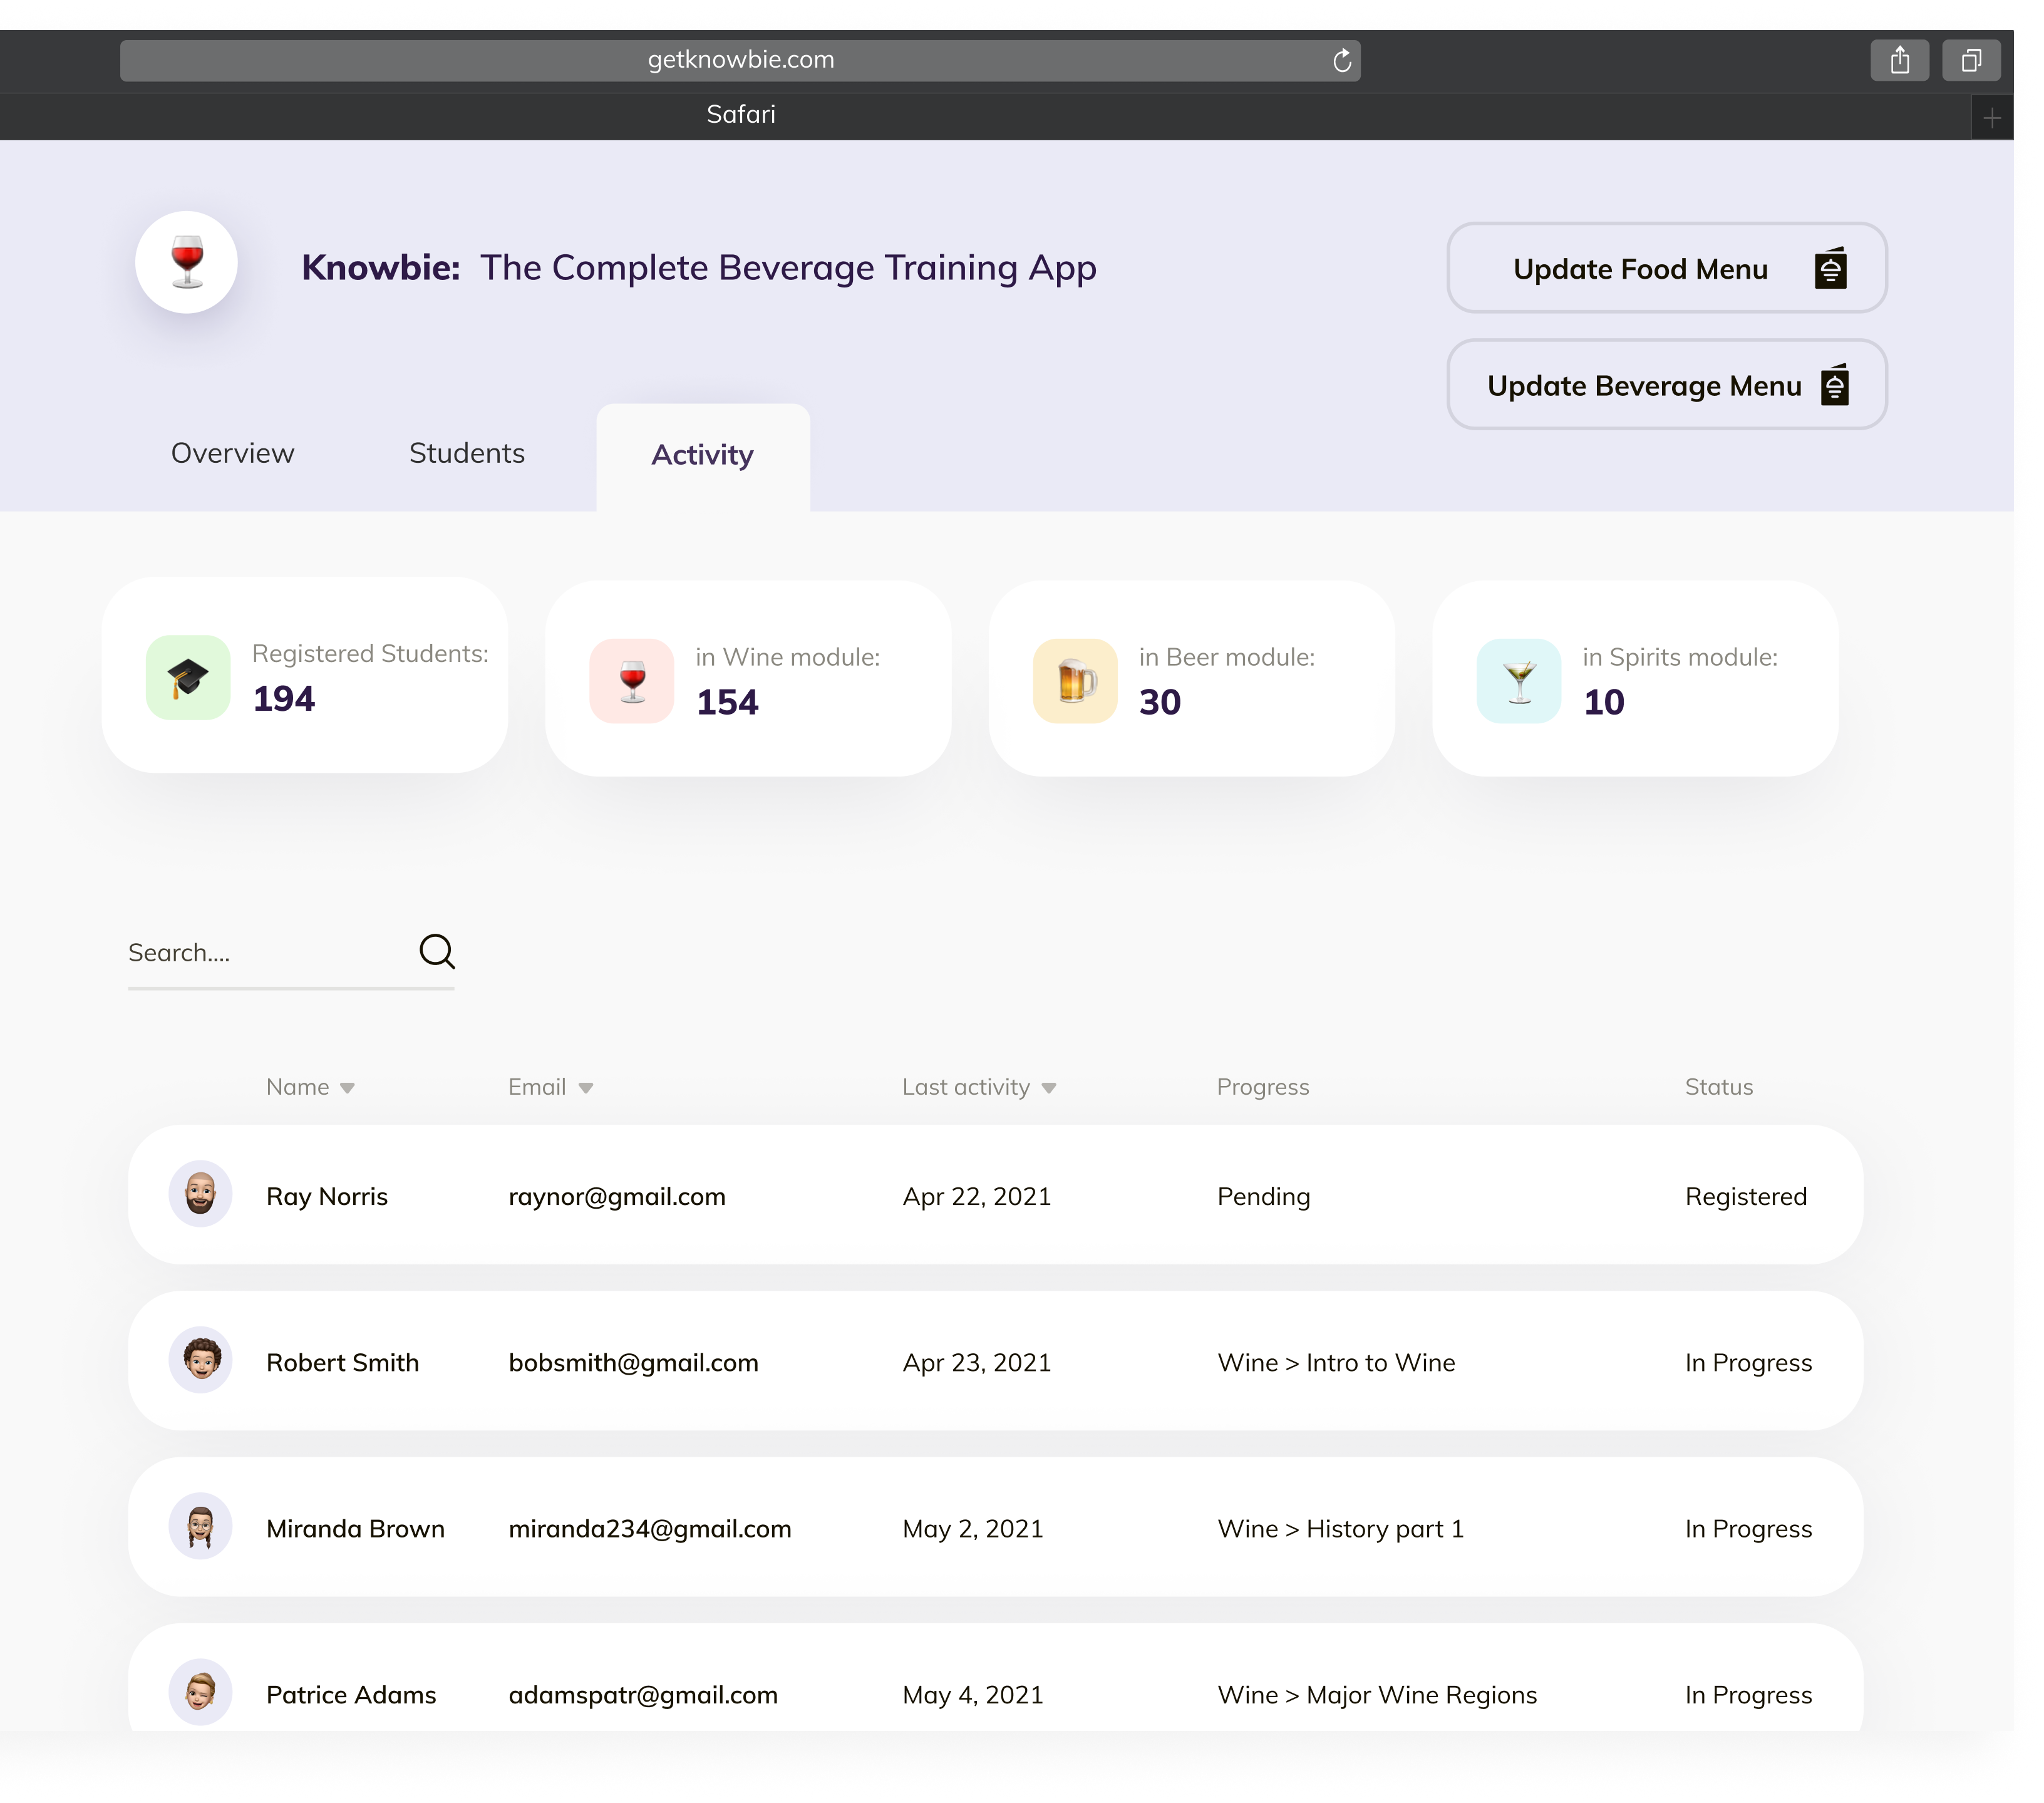 getknowbie.com
Safari
Knowbie: The Complete Beverage Training App
Update Food Menu
Update Beverage Menu
Overview Students Activity
Registered Students:
194
in Wine module:
154
in Beer module:
30
in Spirits module:
10
Search....
Name Email Last activity Progress Status
Ray Norris raynor@gmail.com Apr 22, 2021 Pending Registered
Robert Smith bobsmith@gmail.com Apr 23, 2021 Wine > Intro to Wine In Progress
Miranda Brown miranda234@gmail.com May 2, 2021 Wine > History part 1 In Progress
Patrice Adams adamspatr@gmail.com May 4, 2021 Wine > Major Wine Regions In Progress